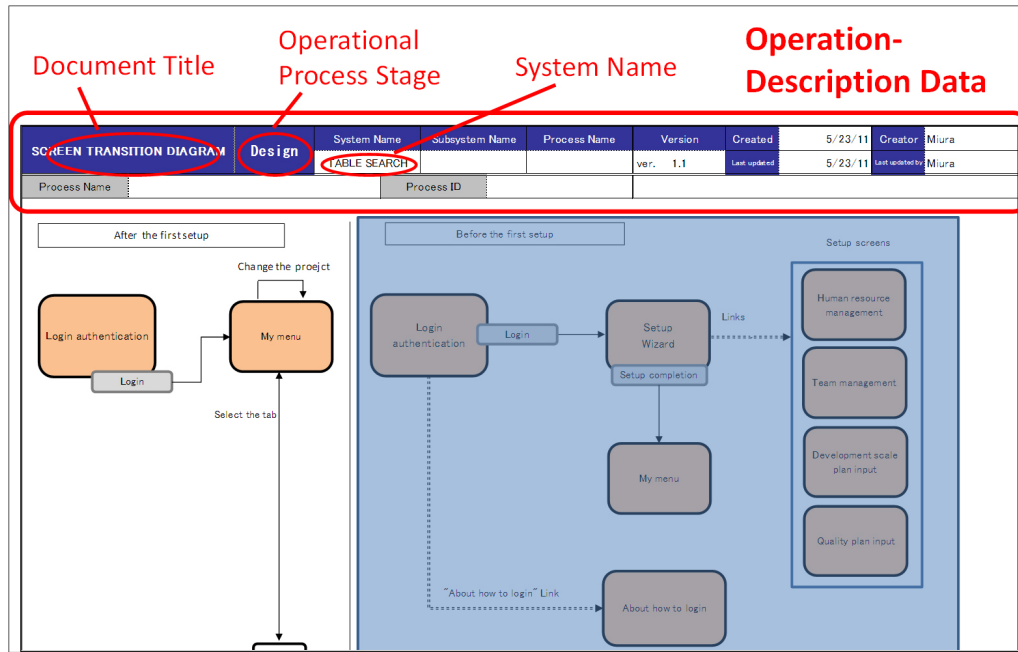 Document Title
Operational
Process Stage
System Name
Operation-
Description Data
SCREEN TRANSITION DIAGRAM
Design
System Name
Subsystem Name
Process Name
Version
Created
5/23/11
Creator
Miura
TABLE SEARCH
ver. 1.1
Last updated
5/23/11
Last updated by
Miura
Process Name
Process ID
After the first setup
Change the proejct
Login authentication
My menu
Login
Select the tab
Before the first setup
Setup screens
Login
authentication
Login
Setup
Wizard
Setup completion
Links
Human resource
management
Team management
Development scale
plan input
Quality plan input
My menu
"About how to login" Link
About how to login